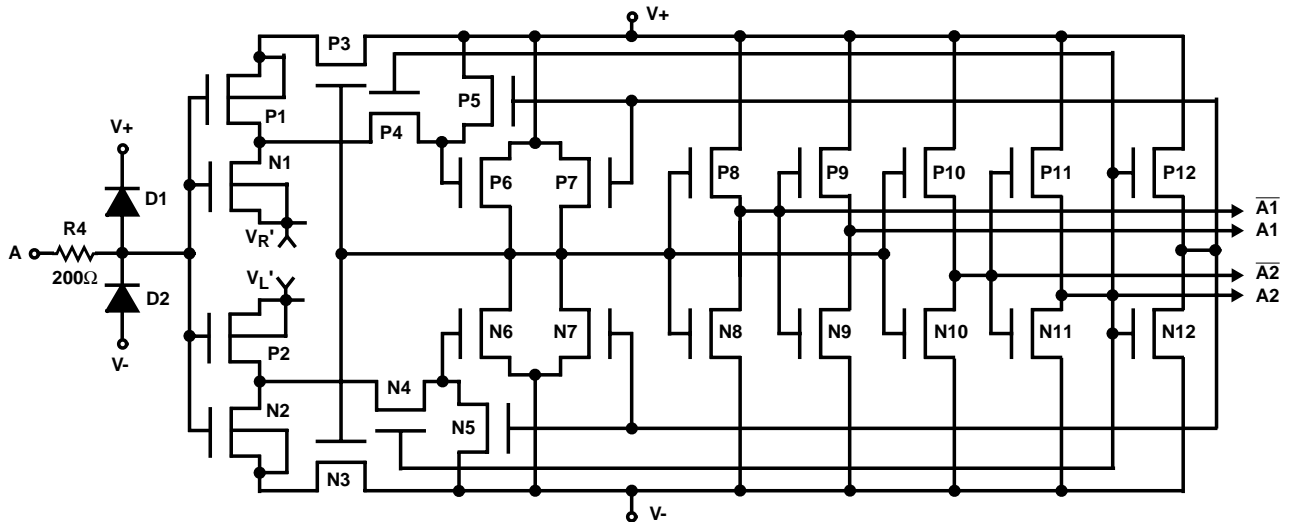 V+
P3
P5
P1
V+
P4
N1
P6
P7
P8
P9
P10
P11
P12
D1
R4
A1
A1
VR'
A
200Ω
VL'
A2
A2
D2
N6
N7
N8
N9
N10
N11
N12
P2
V-
N4
N2
N5
N3
V-